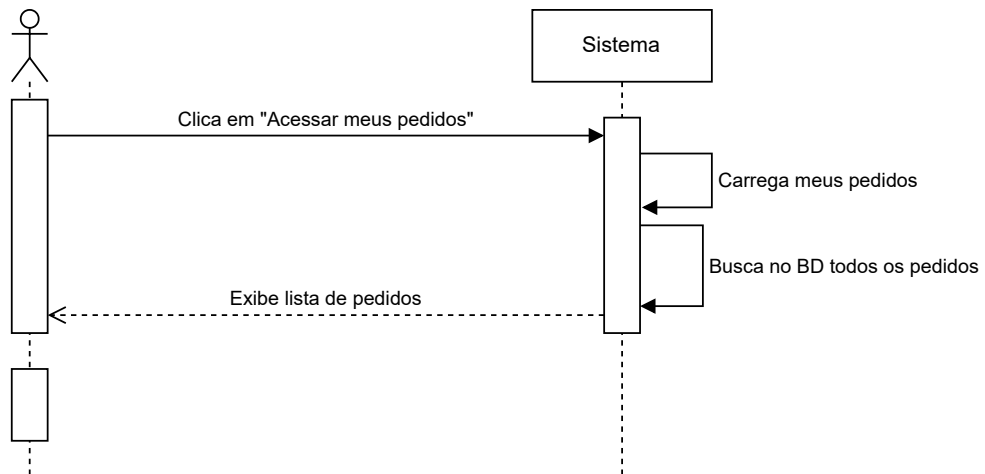 Sistema
Clica em "Acessar meus pedidos"
Carrega meus pedidos
Busca no BD todos os pedidos
Exibe lista de pedidos